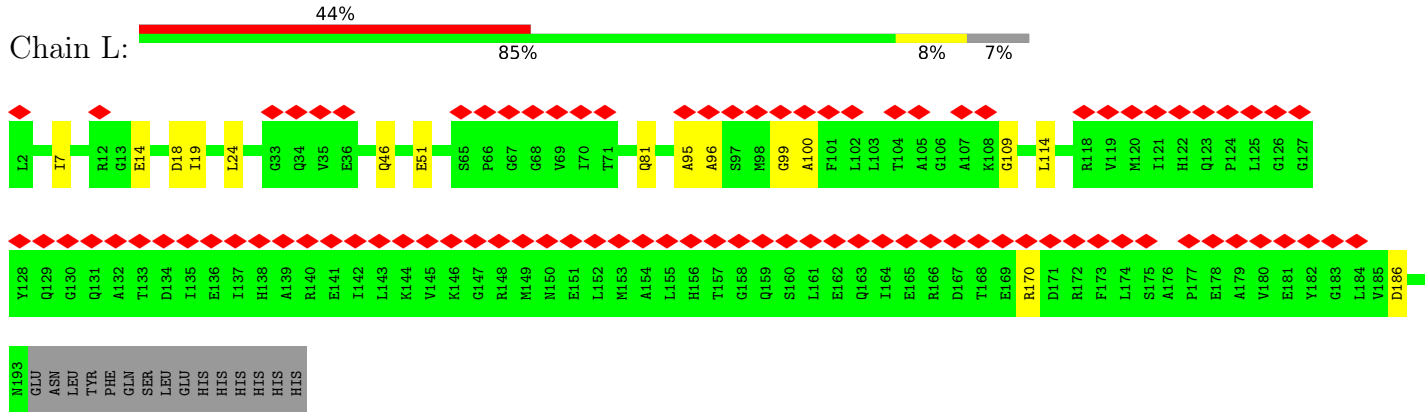 44%
Chain L:
85% 8% 7%
L2 I7 R12 G13 E14 D18 I19 L24 G33 Q34 V35 E36 Q46 E51 S65 P66 G67 G68 V69 I70 T71 Q81 A95 A96 S97 M98 G99 A100 F101 L102 L103 T104 A105 G106 A107 K108 G109 L114 R118 V119 M120 I121 H122 Q123 P124 L125 G126 G127
Y128 Q129 G130 Q131 A132 T133 D134 I135 E136 I137 H138 A139 R140 E141 I142 L143 K144 V145 K146 G147 R148 M149 N150 E151 L152 M153 A154 L155 H156 T157 G158 Q159 S160 L161 E162 Q163 I164 E165 R166 D167 T168 E169 R170 D171 R172 F173 L174 S175 A176 P177 E178 A179 V180 E181 Y182 G183 L184 V185 D186
N193 GLU ASN LEU TYR PHE GLN SER LEU GLU HIS HIS HIS HIS HIS HIS